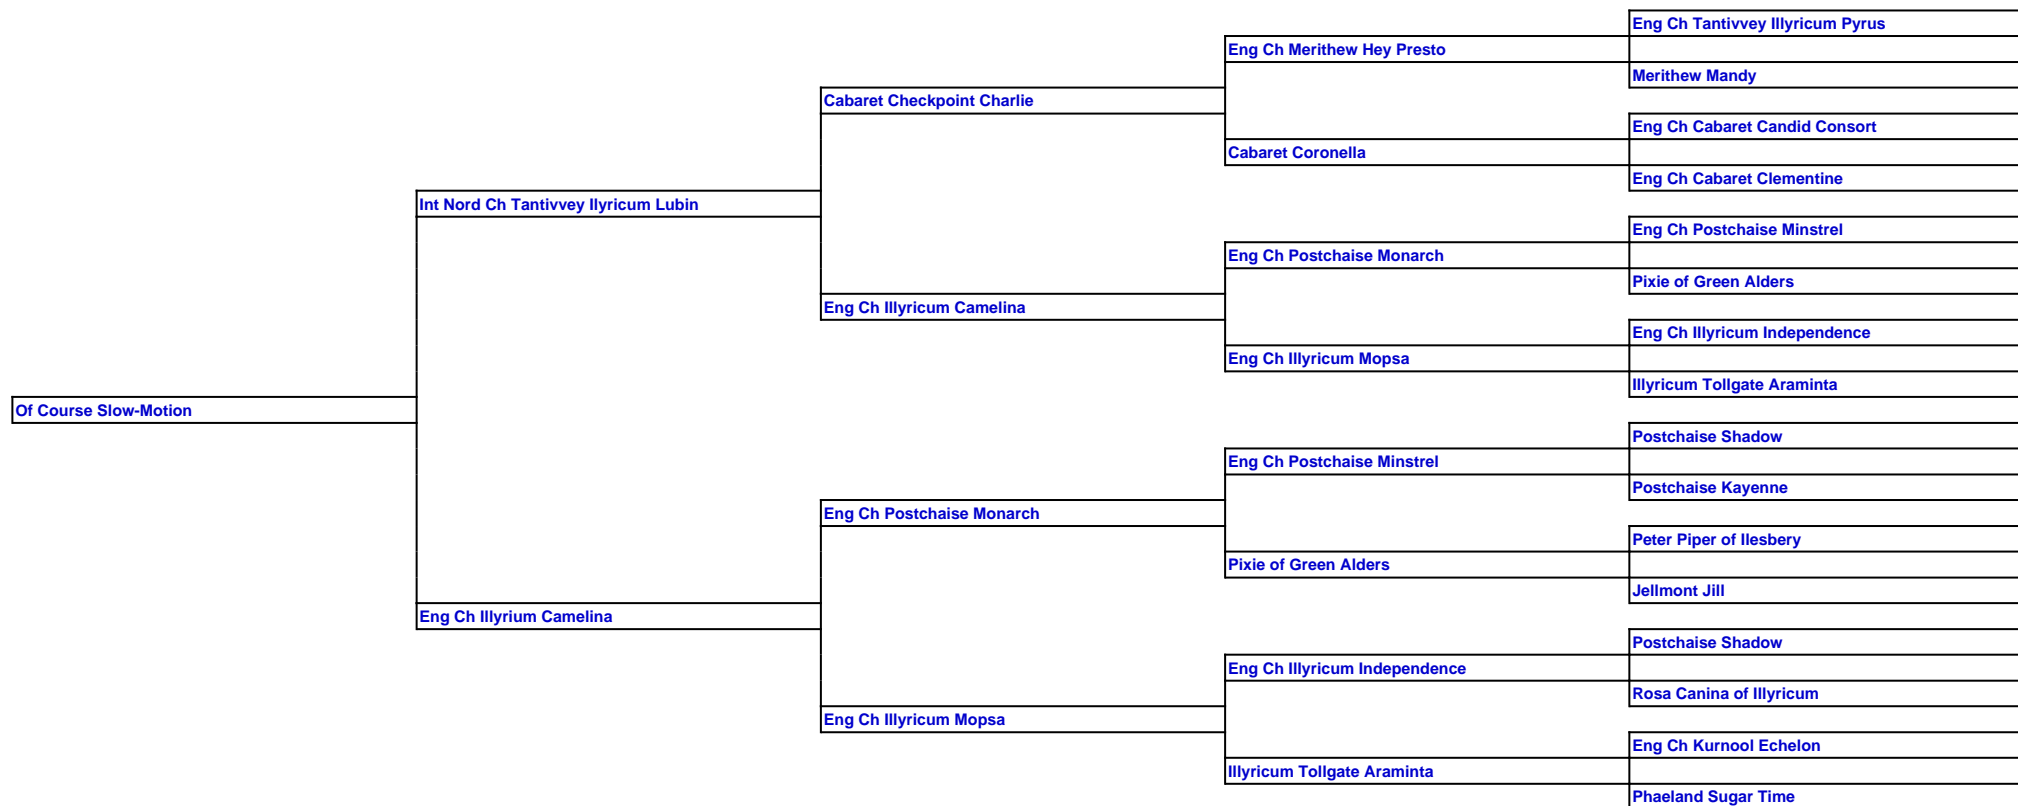 Eng Ch Tantivvey Illyricum Pyrus
Eng Ch Merithew Hey Presto
Merithew Mandy
Cabaret Checkpoint Charlie
Eng Ch Cabaret Candid Consort
Cabaret Coronella
Eng Ch Cabaret Clementine
Int Nord Ch Tantivvey Ilyricum Lubin
Eng Ch Postchaise Minstrel
Eng Ch Postchaise Monarch
Pixie of Green Alders
Eng Ch Illyricum Camelina
Eng Ch Illyricum Independence
Eng Ch Illyricum Mopsa
Illyricum Tollgate Araminta
Of Course Slow-Motion
Postchaise Shadow
Eng Ch Postchaise Minstrel
Postchaise Kayenne
Eng Ch Postchaise Monarch
Peter Piper of Ilesbery
Pixie of Green Alders
Jellmont Jill
Eng Ch Illyrium Camelina
Postchaise Shadow
Eng Ch Illyricum Independence
Rosa Canina of Illyricum
Eng Ch Illyricum Mopsa
Eng Ch Kurnool Echelon
Illyricum Tollgate Araminta
Phaeland Sugar Time